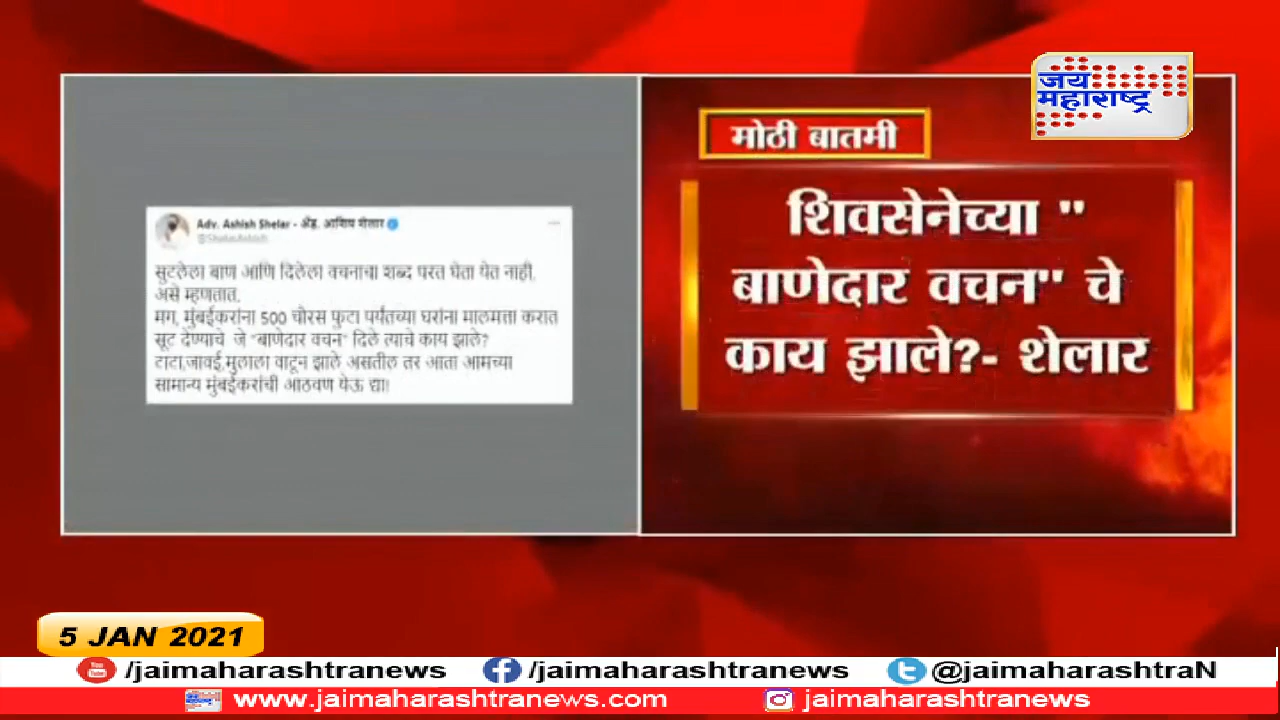 जय
महाराष्ट्र
मोठी बातमी
शिवसेनेच्या "
बाणेदार वचन" चे
काय झाले?- शेलार
Adv. Ashish Shelar - ॲड. आशिष शेलार
@ShelarAshish
सुटलेला बाण आणि दिलेला वचनाचा शब्द परत घेता येत नाही,
असे म्हणतात.
मग, मुंबईकरांना 500 चौरस फुटा पर्यंतच्या घरांना मालमत्ता करात
सूट देण्याचे जे "बाणेदार वचन" दिले त्याचे काय झाले?
टाटा,जावई,मुलाला वाटून झाले असतील तर आता आमच्या
सामान्य मुंबईकरांची आठवण येऊ द्या!
5 JAN 2021
/jaimaharashtranews /jaimaharashtranews @jaimaharashtraN
www.jaimaharashtranews.com jaimaharashtranews